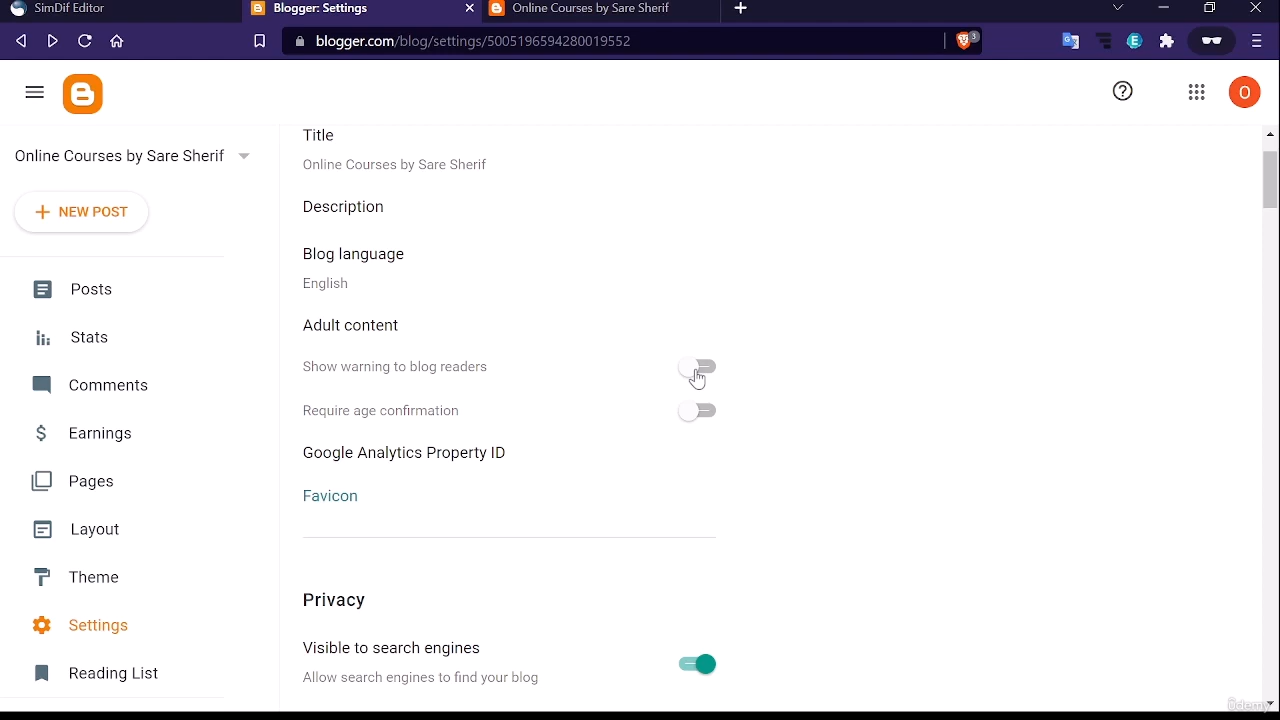 SimDif Editor
Blogger: Settings
Online Courses by Sare Sherif
blogger.com/blog/settings/5005196594280019552
3
E
O
Online Courses by Sare Sherif
NEW POST
Posts
Stats
Comments
Earnings
Pages
Layout
Theme
Settings
Reading List
Title
Online Courses by Sare Sherif
Description
Blog language
English
Adult content
Show warning to blog readers
Require age confirmation
Google Analytics Property ID
Favicon
Privacy
Visible to search engines
Allow search engines to find your blog
ûdemy